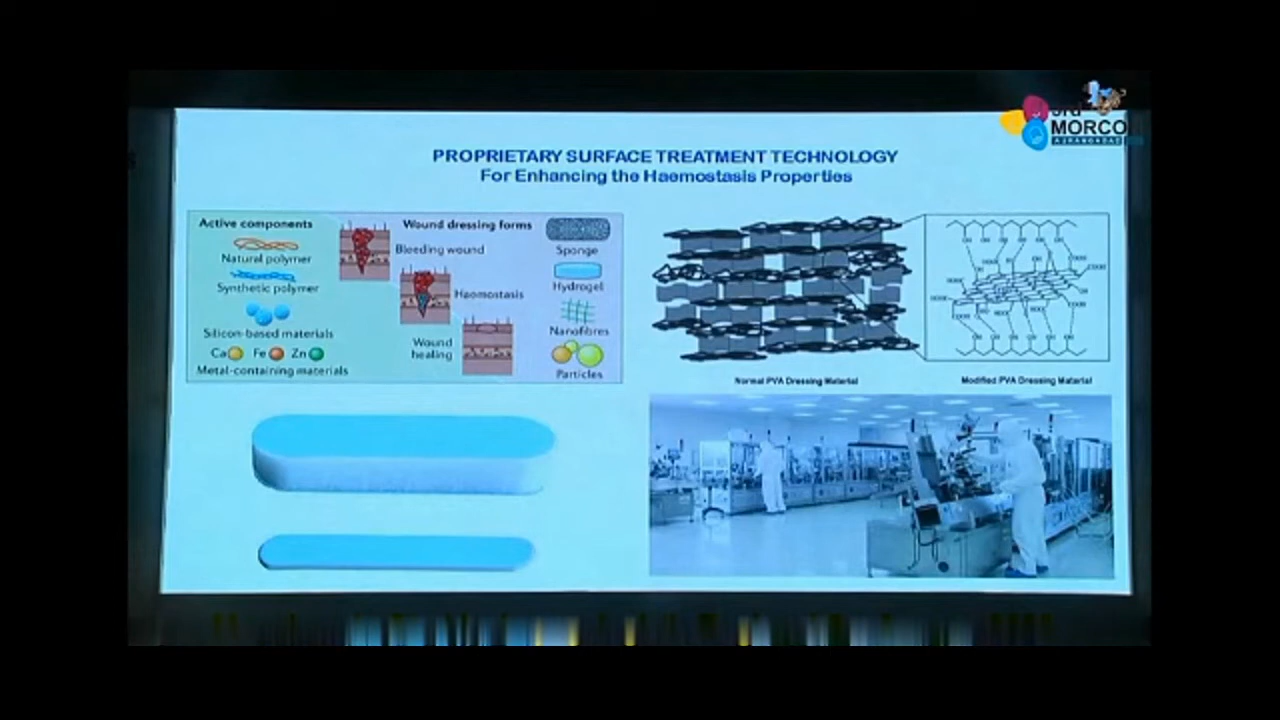 3rd
MORCO
AURANGABAD
PROPRIETARY SURFACE TREATMENT TECHNOLOGY
For Enhancing the Haemostasis Properties
Active components
Natural polymer
Synthetic polymer
Silicon-based materials
Ca Fe Zn
Metal-containing materials
Bleeding wound
Haemostasis
Wound
healing
Wound dressing forms
Sponge
Hydrogel
Nanofibres
Particles
Normal PVA Dressing Material
Modified PVA Dressing Material